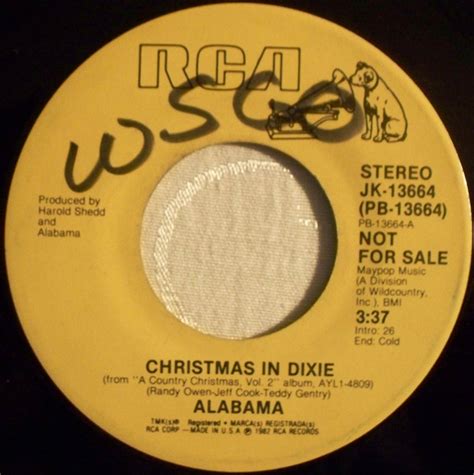 RCA
WSCO
STEREO
JK-13664
(PB-13664)
PB-13664-A
NOT
FOR SALE
Maypop Music
(A Division
of Wildcountry,
Inc.), BMI
3:37
Intro: 26
End: Cold
Produced by
Harold Shedd
and
Alabama
CHRISTMAS IN DIXIE
(from "A Country Christmas, Vol. 2" album, AYL1-4809)
(Randy Owen-Jeff Cook-Teddy Gentry)
ALABAMA
TMK(s)® Registered • MARCA(s) REGISTRADA(s)
RCA CORP — MADE IN U.S.A. ℗ 1982 RCA RECORDS